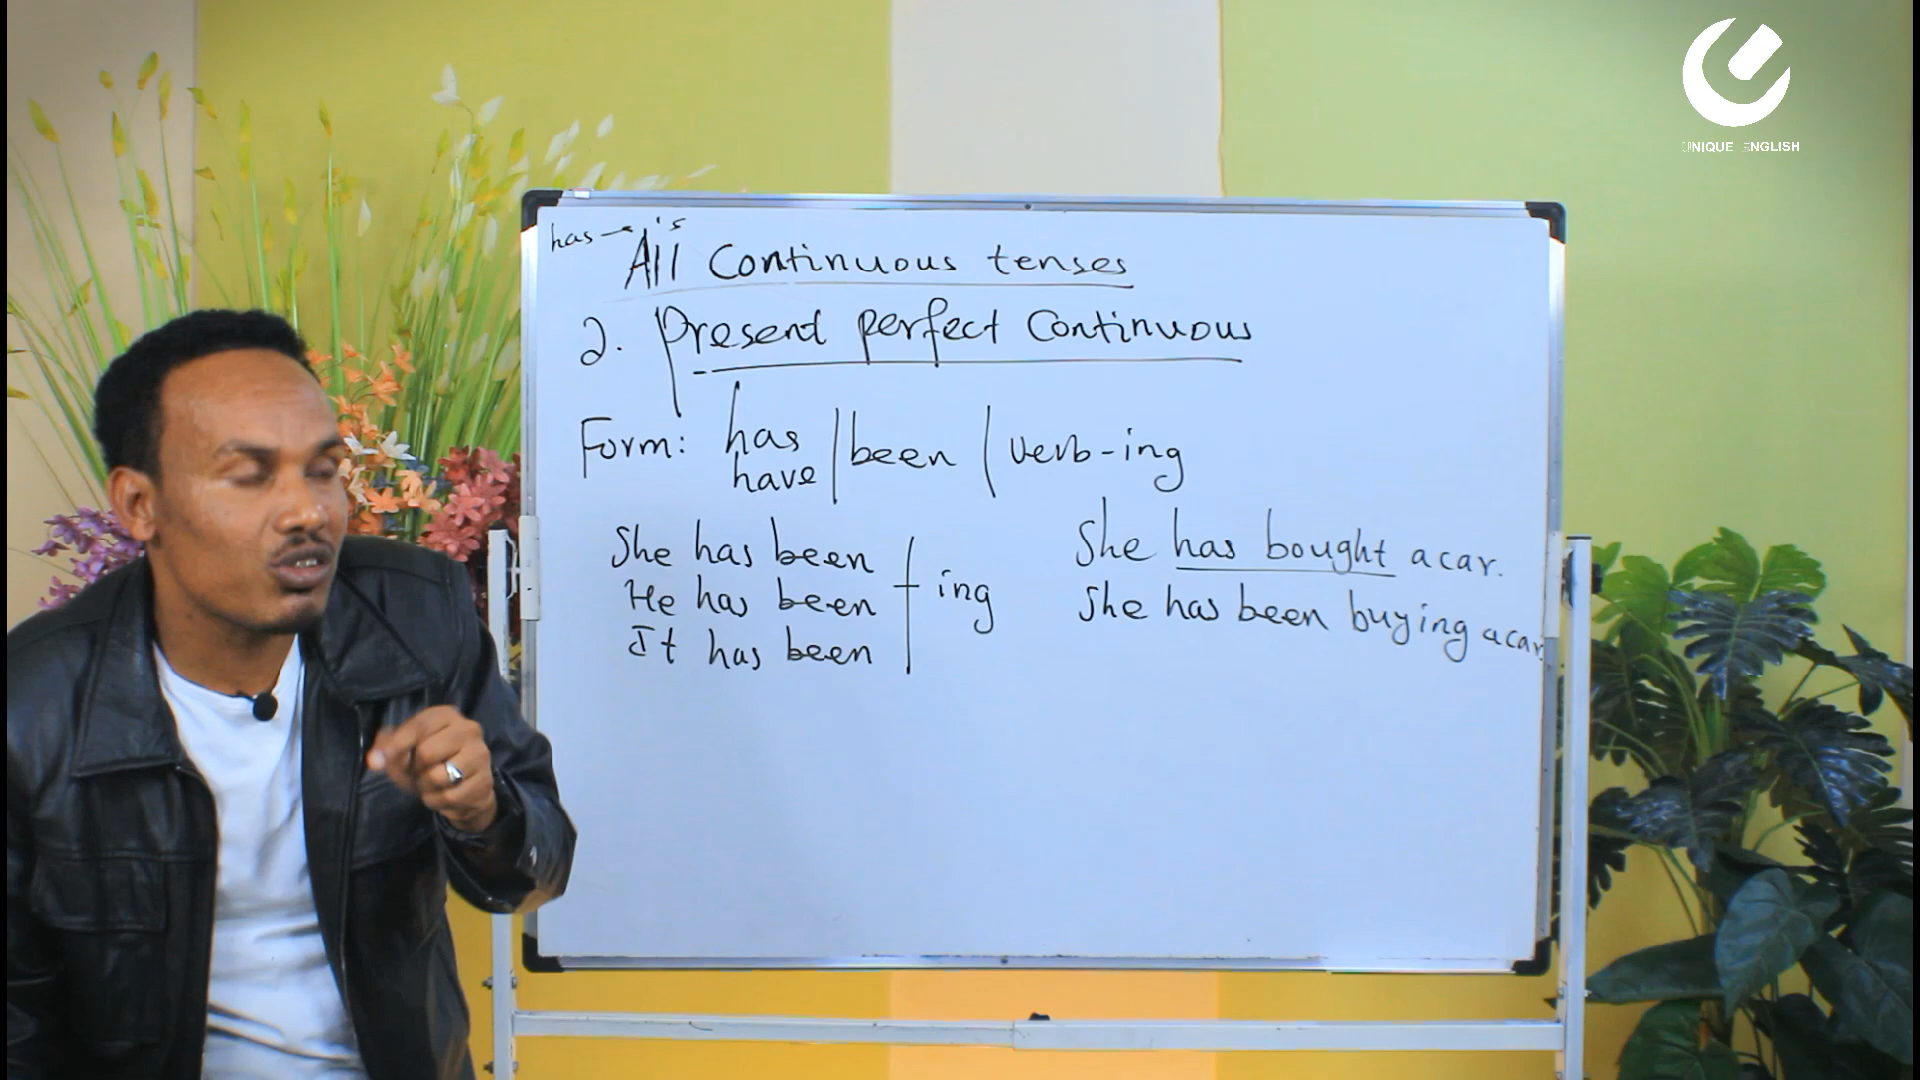 UNIQUE ENGLISH
has → is
All Continuous tenses
2. Present perfect Continuous
Form: has / have | been | verb-ing
She has been
He has been
It has been
ing
She has bought a car.
She has been buying a car.